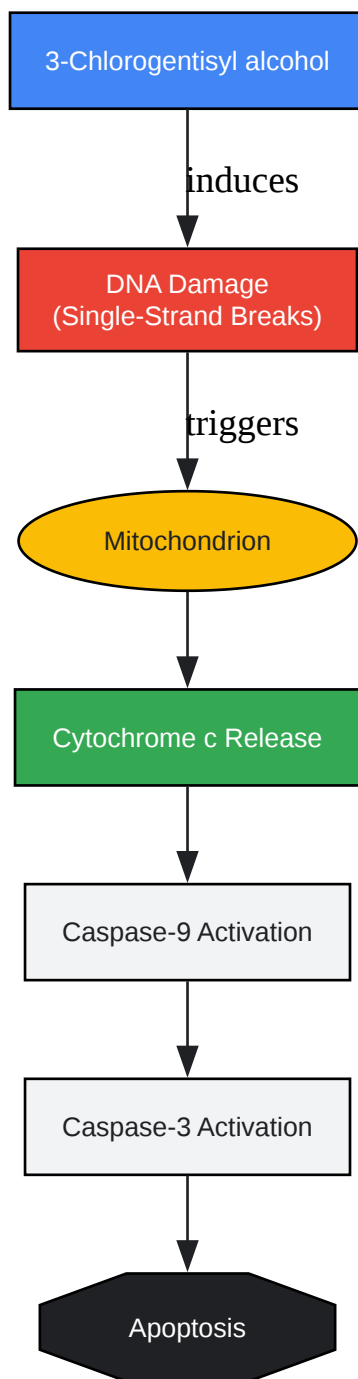 3-Chlorogentisyl alcohol
induces
DNA Damage
(Single-Strand Breaks)
triggers
Mitochondrion
Cytochrome c Release
Caspase-9 Activation
Caspase-3 Activation
Apoptosis